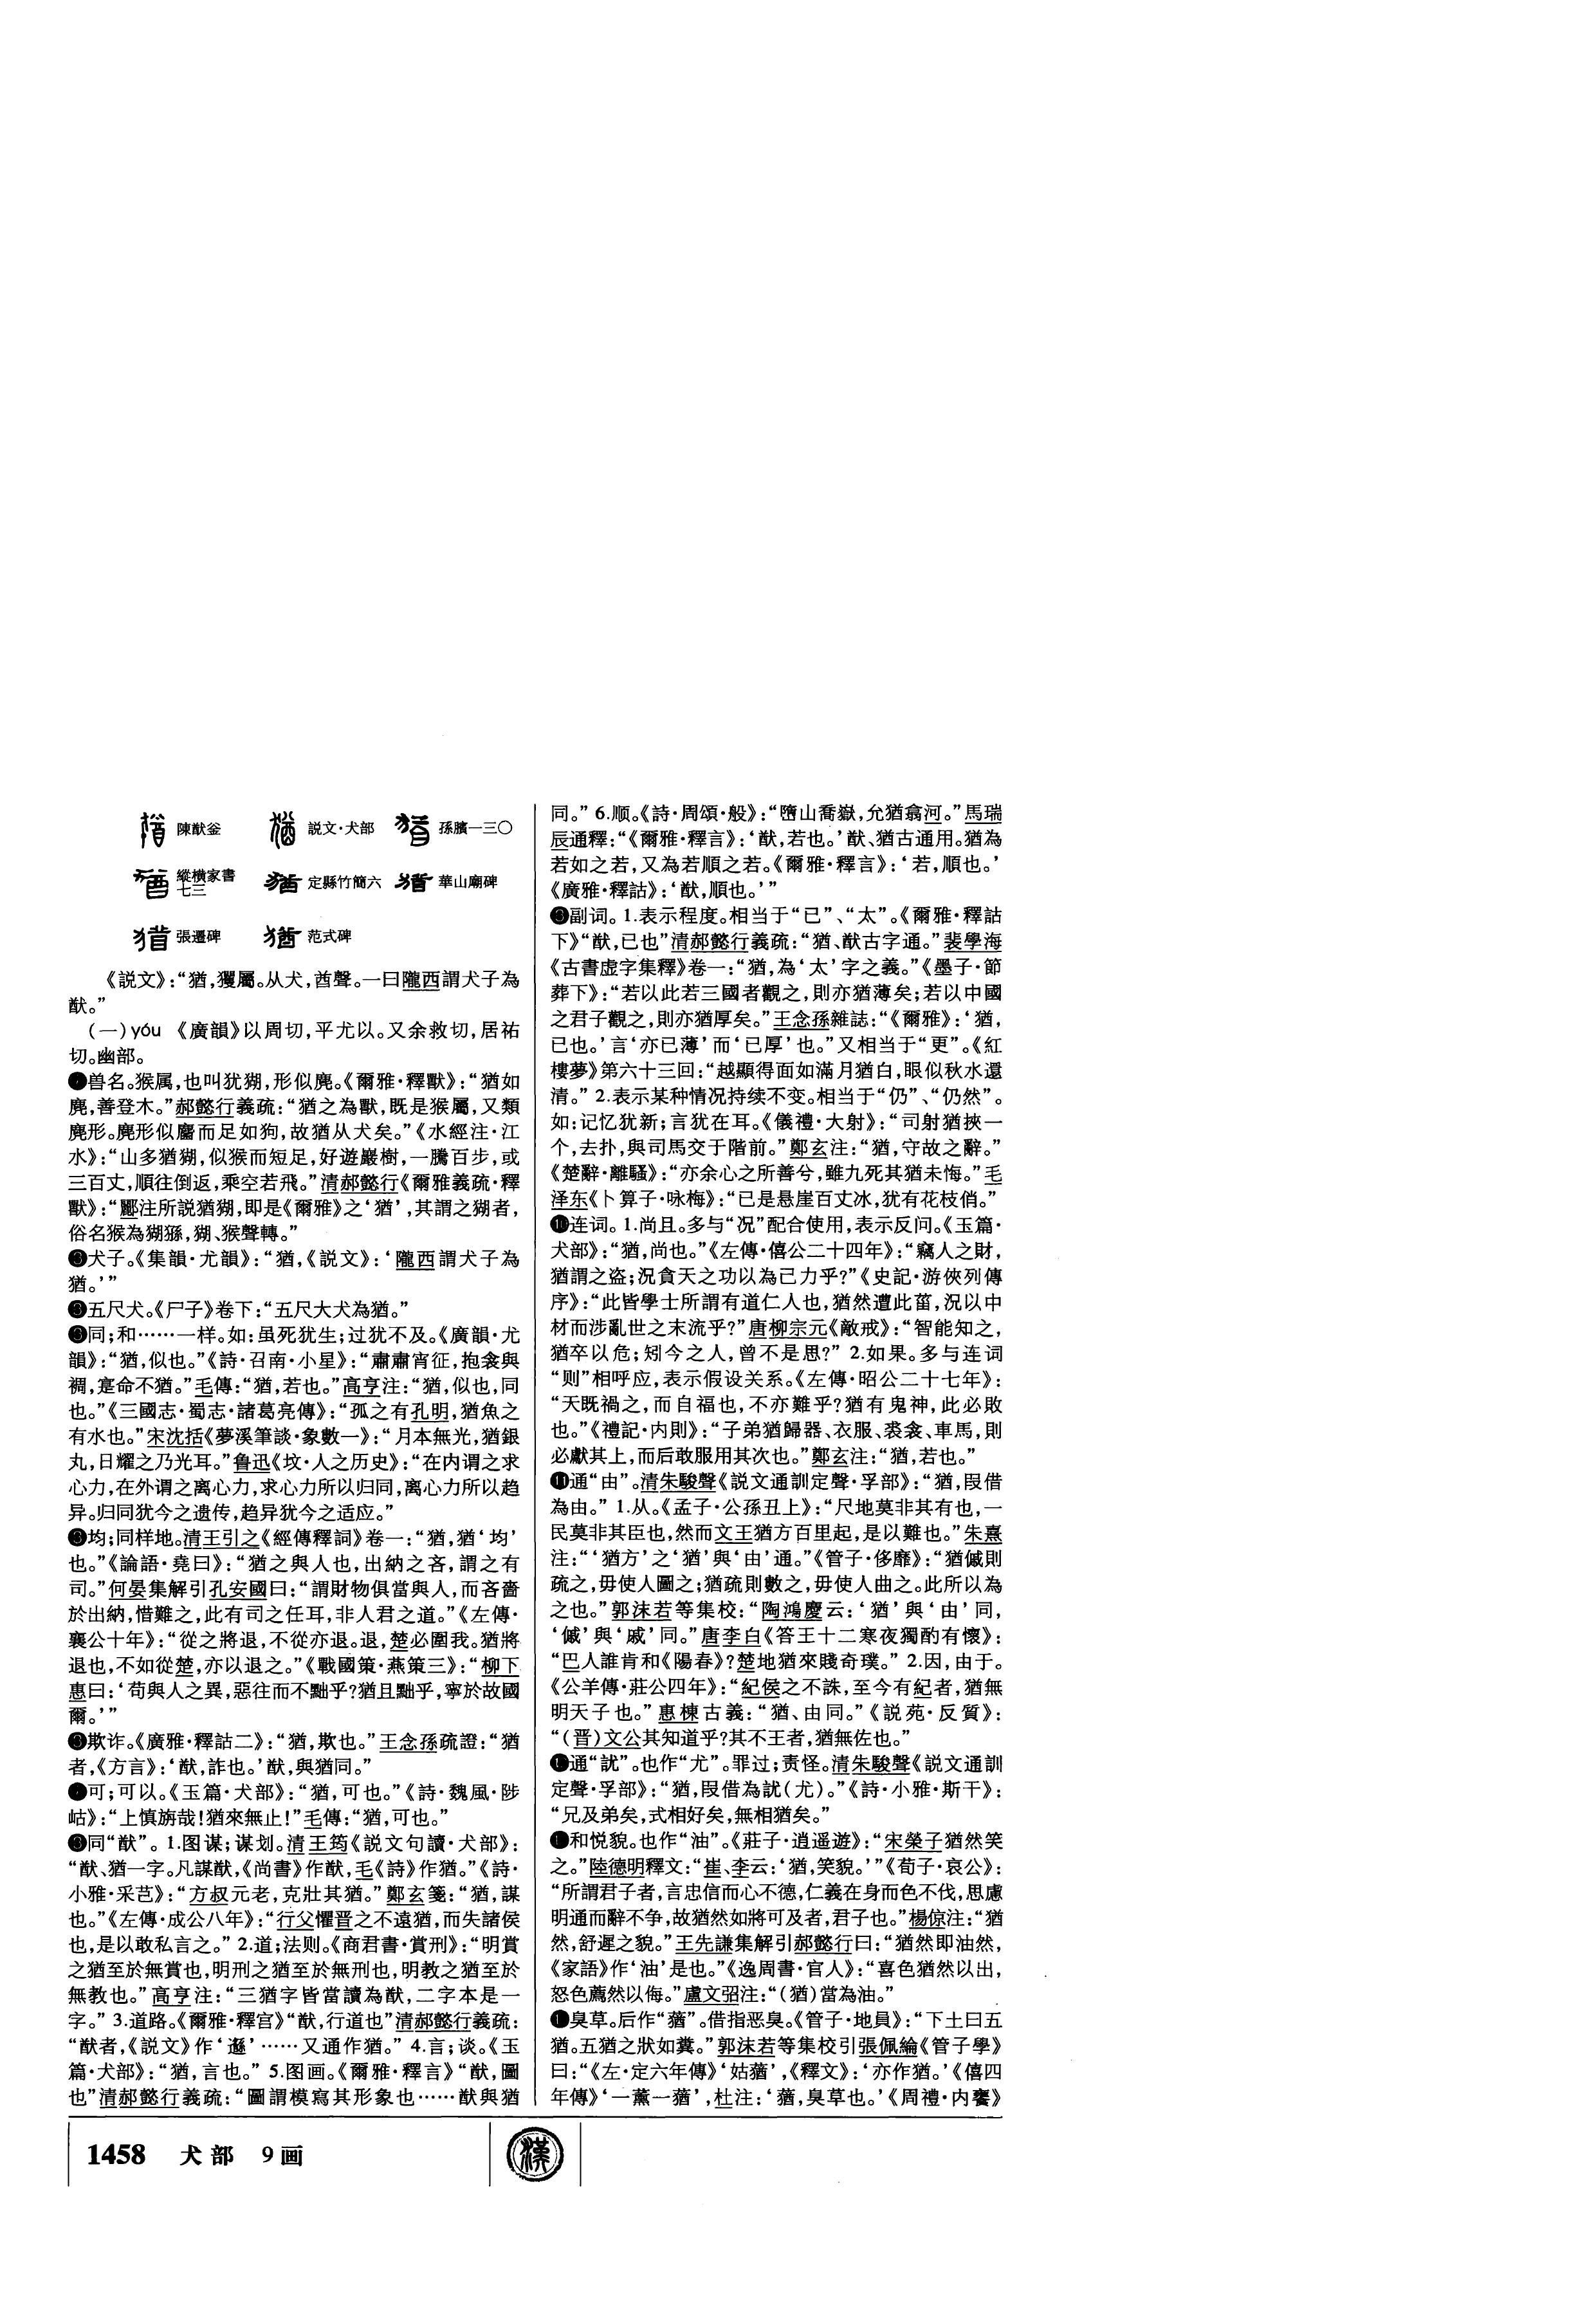 陳猷釜 説文·犬部 孫臏一三〇
縱横家書七三 定縣竹簡六 華山廟碑
張遷碑 范式碑
《説文》：“猶，玃屬。从犬，酋聲。一曰隴西謂犬子為
猷。”
（一）yóu 《廣韻》以周切，平尤以。又余救切，居祐
切。幽部。
兽名。猴属，也叫犹猢，形似麂。《爾雅·釋獸》：“猶如
麂，善登木。”郝懿行義疏：“猶之為獸，既是猴屬，又類
麂形。麂形似麕而足如狗，故猶从犬矣。”《水經注·江
水》：“山多猶猢，似猴而短足，好遊巖樹，一騰百步，或
三百丈，順往倒返，乘空若飛。”清郝懿行《爾雅義疏·釋
獸》：“酈注所説猶猢，即是《爾雅》之‘猶’，其謂之猢者，
俗名猴為猢猻，猢、猴聲轉。”
犬子。《集韻·尤韻》：“猶，《説文》：‘隴西謂犬子為
猶。’”
五尺犬。《尸子》卷下：“五尺大犬為猶。”
同；和……一样。如：虽死犹生；过犹不及。《廣韻·尤
韻》：“猶，似也。”《詩·召南·小星》：“肅肅宵征，抱衾與
裯，寔命不猶。”毛傳：“猶，若也。”高亨注：“猶，似也，同
也。”《三國志·蜀志·諸葛亮傳》：“孤之有孔明，猶魚之
有水也。”宋沈括《夢溪筆談·象數一》：“月本無光，猶銀
丸，日耀之乃光耳。”鲁迅《坟·人之历史》：“在内谓之求
心力，在外谓之离心力，求心力所以归同，离心力所以趋
异。归同犹今之遗传，趋异犹今之适应。”
均；同样地。清王引之《經傳釋詞》卷一：“猶，猶‘均’
也。”《論語·堯曰》：“猶之與人也，出納之吝，謂之有
司。”何晏集解引孔安國曰：“謂財物俱當與人，而吝嗇
於出納，惜難之，此有司之任耳，非人君之道。”《左傳·
襄公十年》：“從之將退，不從亦退。退，楚必圍我。猶將
退也，不如從楚，亦以退之。”《戰國策·燕策三》：“柳下
惠曰：‘苟與人之異，惡往而不黜乎？猶且黜乎，寧於故國
爾。’”
欺诈。《廣雅·釋詁二》：“猶，欺也。”王念孫疏證：“猶
者，《方言》：‘猷，詐也。’猷，與猶同。”
可；可以。《玉篇·犬部》：“猶，可也。”《詩·魏風·陟
岵》：“上慎旃哉！猶來無止！”毛傳：“猶，可也。”
同“猷”。1.图谋；谋划。清王筠《説文句讀·犬部》：
“猷、猶一字。凡謀猷，《尚書》作猷，毛《詩》作猶。”《詩·
小雅·采芑》：“方叔元老，克壯其猶。”鄭玄箋：“猶，謀
也。”《左傳·成公八年》：“行父懼晋之不遠猶，而失諸侯
也，是以敢私言之。”2.道；法则。《商君書·賞刑》：“明賞
之猶至於無賞也，明刑之猶至於無刑也，明教之猶至於
無教也。”高亨注：“三猶字皆當讀為猷，二字本是一
字。”3.道路。《爾雅·釋宫》“猷，行道也”清郝懿行義疏：
“猷者，《説文》作‘𨖍’……又通作猶。”4.言；谈。《玉
篇·犬部》：“猶，言也。”5.图画。《爾雅·釋言》“猷，圖
也”清郝懿行義疏：“圖謂模寫其形象也……猷與猶
同。”6.顺。《詩·周頌·般》：“嶞山喬嶽，允猶翕河。”馬瑞
辰通釋：“《爾雅·釋言》：‘猷，若也。’猷、猶古通用。猶為
若如之若，又為若順之若。《爾雅·釋言》：‘若，順也。’
《廣雅·釋詁》：‘猷，順也。’”
副词。1.表示程度。相当于“已”、“太”。《爾雅·釋詁
下》“猷，已也”清郝懿行義疏：“猶、猷古字通。”裴學海
《古書虚字集釋》卷一：“猶，為‘太’字之義。”《墨子·節
葬下》：“若以此若三國者觀之，則亦猶薄矣；若以中國
之君子觀之，則亦猶厚矣。”王念孫雜誌：“《爾雅》：‘猶，
已也。’言‘亦已薄’而‘已厚’也。”又相当于“更”。《紅
樓夢》第六十三回：“越顯得面如滿月猶白，眼似秋水還
清。”2.表示某种情况持续不变。相当于“仍”、“仍然”。
如：记忆犹新；言犹在耳。《儀禮·大射》：“司射猶挾一
个，去扑，與司馬交于階前。”鄭玄注：“猶，守故之辭。”
《楚辭·離騷》：“亦余心之所善兮，雖九死其猶未悔。”毛
泽东《卜算子·咏梅》：“已是悬崖百丈冰，犹有花枝俏。”
连词。1.尚且。多与“况”配合使用，表示反问。《玉篇·
犬部》：“猶，尚也。”《左傳·僖公二十四年》：“竊人之財，
猶謂之盗；况貪天之功以為已力乎？”《史記·游俠列傳
序》：“此皆學士所謂有道仁人也，猶然遭此菑，況以中
材而涉亂世之末流乎？”唐柳宗元《敵戒》：“智能知之，
猶卒以危；矧今之人，曾不是思？”2.如果。多与连词
“则”相呼应，表示假设关系。《左傳·昭公二十七年》：
“天既禍之，而自福也，不亦難乎？猶有鬼神，此必敗
也。”《禮記·内則》：“子弟猶歸器、衣服、裘衾、車馬，則
必獻其上，而后敢服用其次也。”鄭玄注：“猶，若也。”
通“由”。清朱駿聲《説文通訓定聲·孚部》：“猶，叚借
為由。”1.从。《孟子·公孫丑上》：“尺地莫非其有也，一
民莫非其臣也，然而文王猶方百里起，是以難也。”朱熹
注：“‘猶方’之‘猶’與‘由’通。”《管子·侈靡》：“猶傶則
疏之，毋使人圖之；猶疏則數之，毋使人曲之。此所以為
之也。”郭沫若等集校：“陶鴻慶云：‘猶’與‘由’同，
‘傶’與‘戚’同。”唐李白《答王十二寒夜獨酌有懷》：
“巴人誰肯和《陽春》？楚地猶來賤奇璞。”2.因，由于。
《公羊傳·莊公四年》：“紀侯之不誅，至今有紀者，猶無
明天子也。”惠棟古義：“猶、由同。”《説苑·反質》：
“（晋）文公其知道乎？其不王者，猶無佐也。”
通“訧”。也作“尤”。罪过；责怪。清朱駿聲《説文通訓
定聲·孚部》：“猶，叚借為訧（尤）。”《詩·小雅·斯干》：
“兄及弟矣，式相好矣，無相猶矣。”
和悦貌。也作“油”。《莊子·逍遥遊》：“宋榮子猶然笑
之。”陸德明釋文：“崔、李云：‘猶，笑貌。’”《荀子·哀公》：
“所謂君子者，言忠信而心不德，仁義在身而色不伐，思慮
明通而辭不争，故猶然如將可及者，君子也。”楊倞注：“猶
然，舒遲之貌。”王先謙集解引郝懿行曰：“猶然即油然，
《家語》作‘油’是也。”《逸周書·官人》：“喜色猶然以出，
怒色薦然以侮。”盧文弨注：“（猶）當為油。”
臭草。后作“蕕”。借指恶臭。《管子·地員》：“下土曰五
猶。五猶之狀如糞。”郭沫若等集校引張佩綸《管子學》
曰：“《左·定六年傳》‘姑蕕’，《釋文》：‘亦作猶。’《僖四
年傳》‘一薰一蕕’，杜注：‘蕕，臭草也。’《周禮·内饔》
1458 犬部 9画
漢